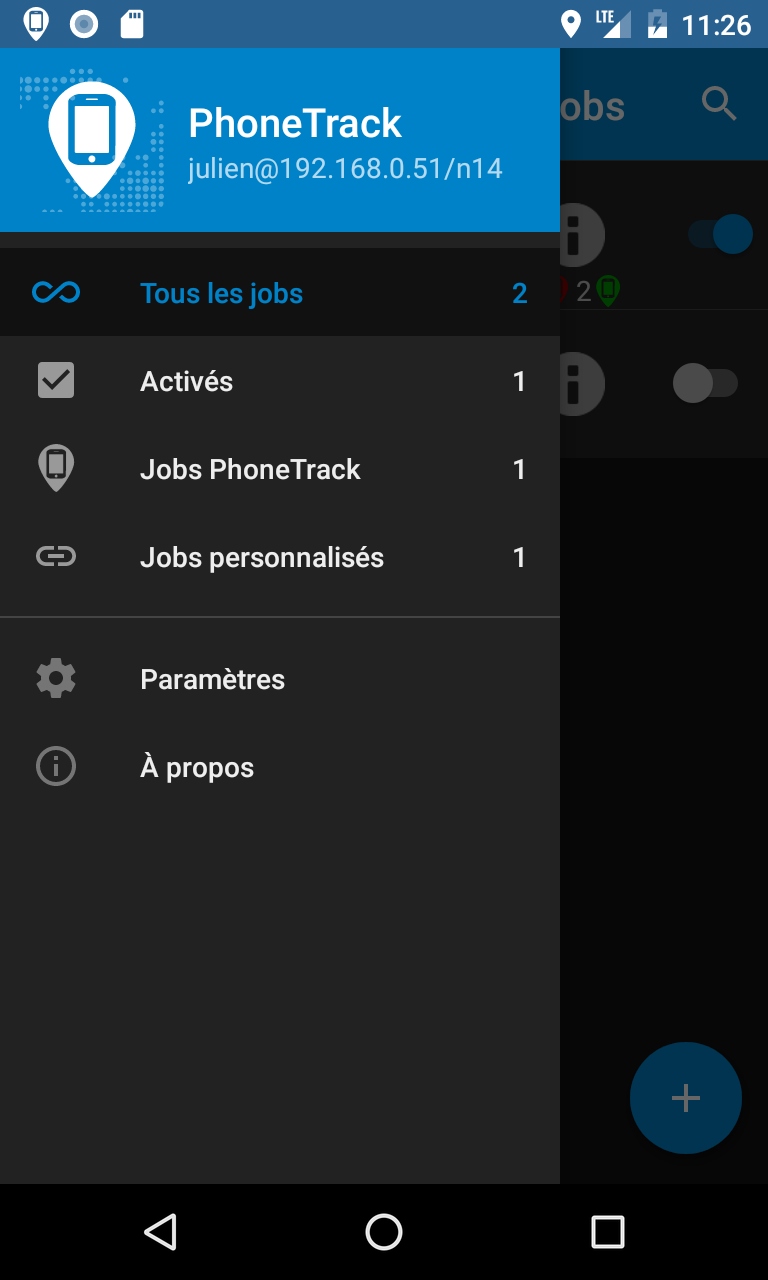 LTE 11:26
PhoneTrack
julien@192.168.0.51/n14
obs
Tous les jobs 2
2
Activés 1
Jobs PhoneTrack 1
Jobs personnalisés 1
Paramètres
À propos